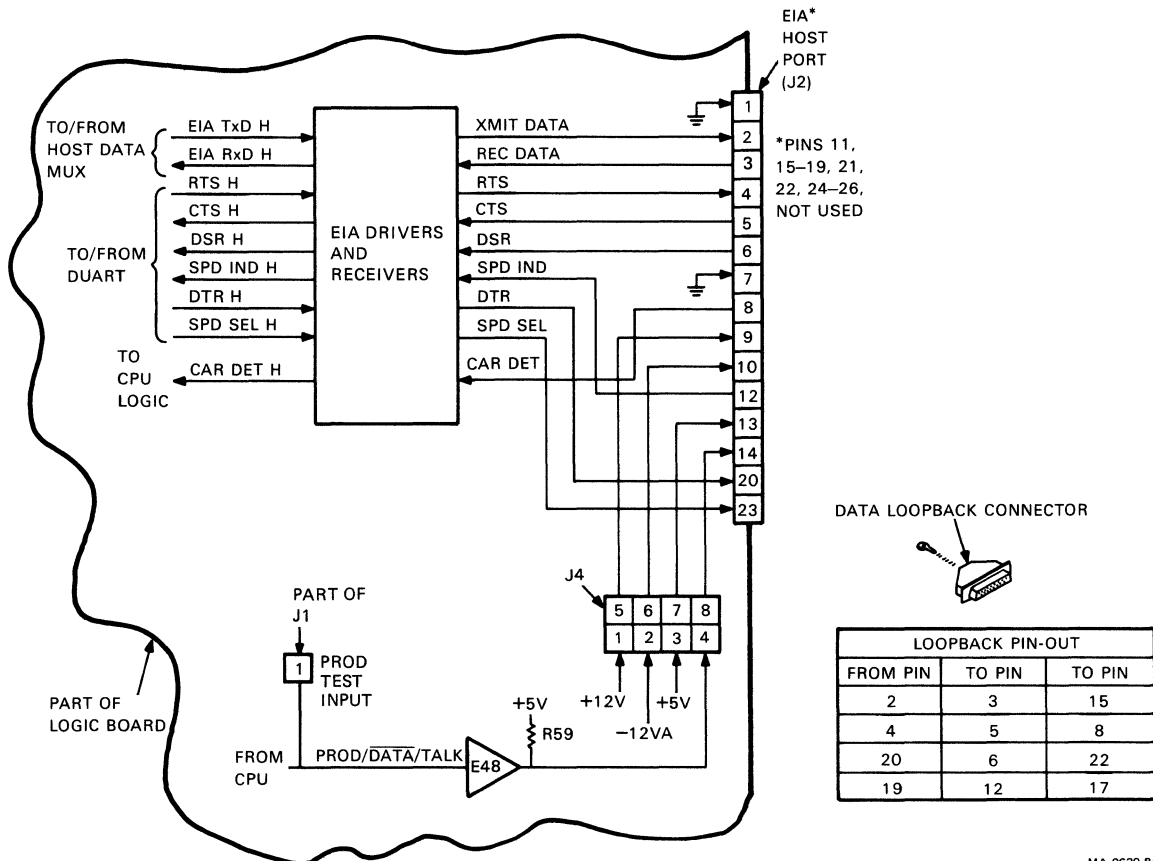 EIA*
HOST
PORT
(J2)
TO/FROM
HOST DATA
MUX
EIA TxD H
EIA RxD H
TO/FROM
DUART
RTS H
CTS H
DSR H
SPD IND H
DTR H
SPD SEL H
TO
CPU
LOGIC
CAR DET H
EIA DRIVERS
AND
RECEIVERS
XMIT DATA
REC DATA
RTS
CTS
DSR
SPD IND
DTR
SPD SEL
CAR DET
1
2
3
4
5
6
7
8
9
10
12
13
14
20
23
*PINS 11,
15–19, 21,
22, 24–26,
NOT USED
J4
5 6 7 8
1 2 3 4
+12V
−12VA
+5V
PART OF
J1
1
PROD
TEST
INPUT
PART OF
LOGIC BOARD
FROM
CPU
PROD/DATA/TALK
E48
+5V
R59
DATA LOOPBACK CONNECTOR
LOOPBACK PIN-OUT
FROM PIN TO PIN TO PIN
2 3 15
4 5 8
20 6 22
19 12 17